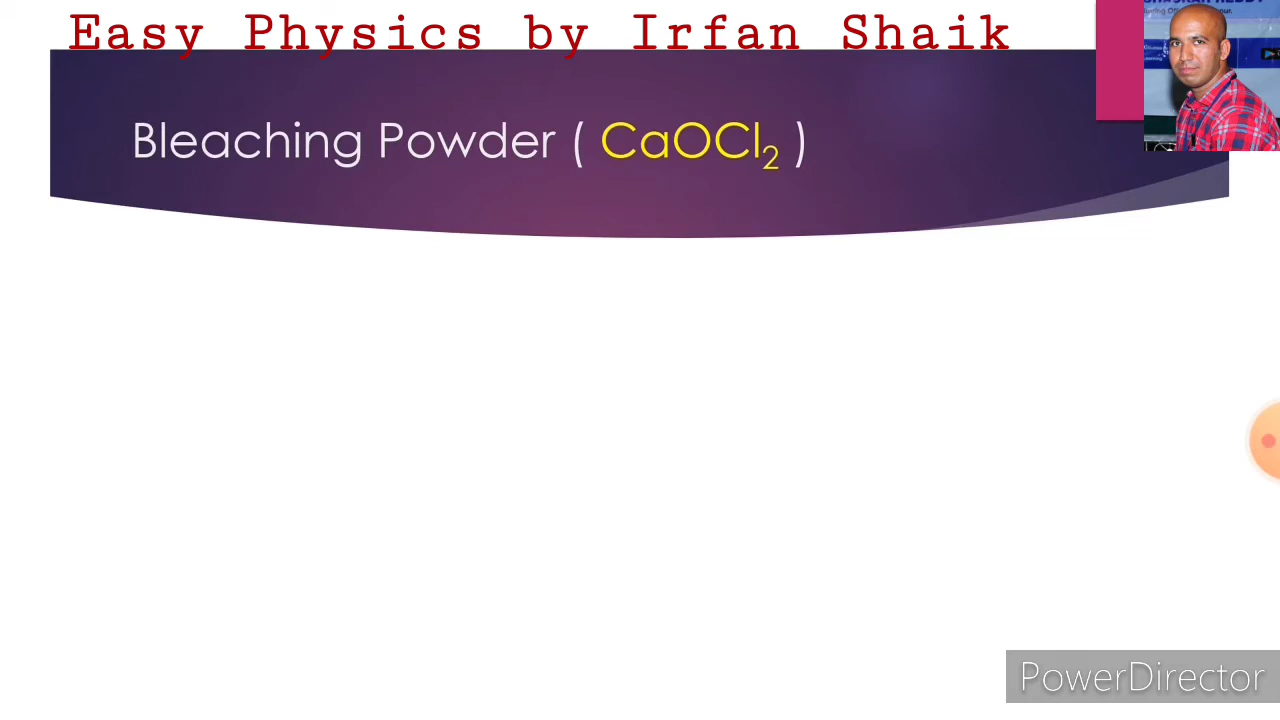 Easy Physics by Irfan Shaik
Bleaching Powder ( CaOCl₂ )
PowerDirector